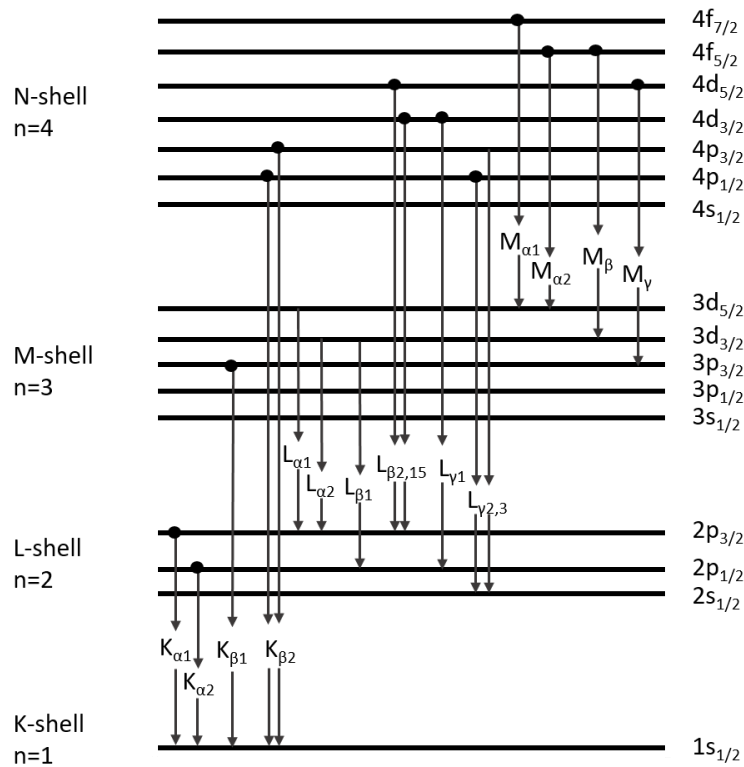 4f7/2
4f5/2
N-shell
n=4
4d5/2
4d3/2
4p3/2
4p1/2
4s1/2
Mα1
Mα2
Mβ
Mγ
M-shell
n=3
3d5/2
3d3/2
3p3/2
3p1/2
3s1/2
Lα1
Lα2
Lβ1
Lβ2,15
Lγ1
Lγ2,3
L-shell
n=2
2p3/2
2p1/2
2s1/2
Kα1
Kα2
Kβ1
Kβ2
K-shell
n=1
1s1/2